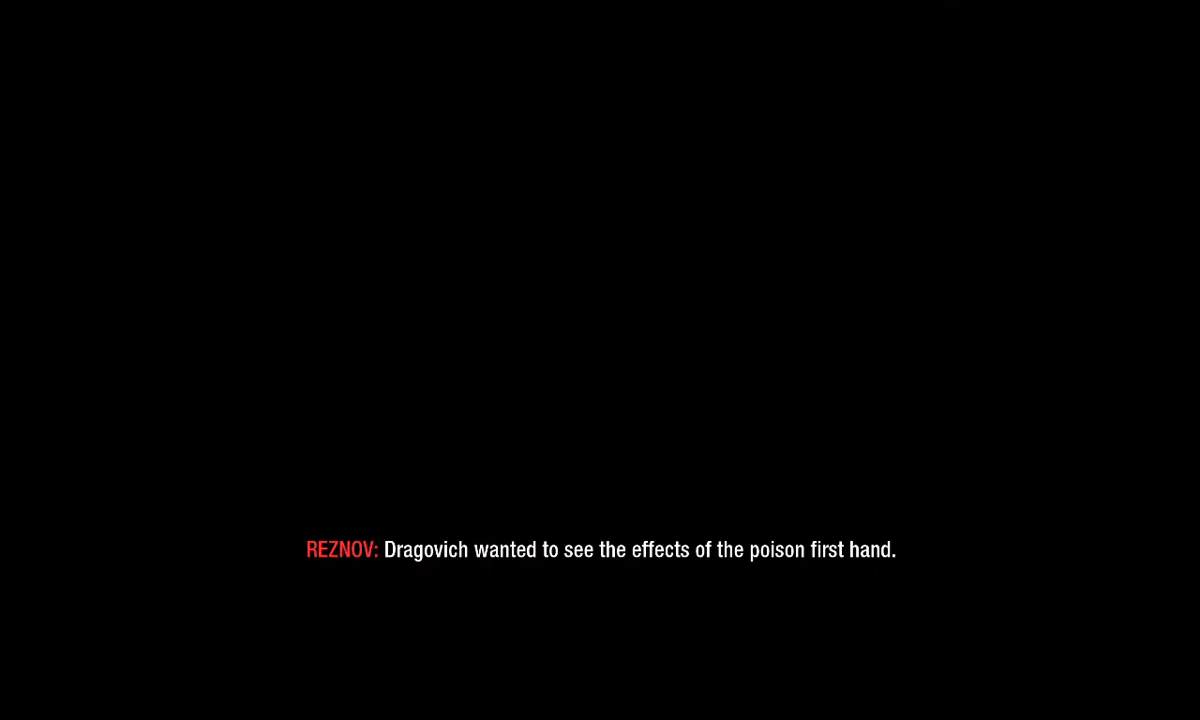 REZNOV: Dragovich wanted to see the effects of the poison first hand.